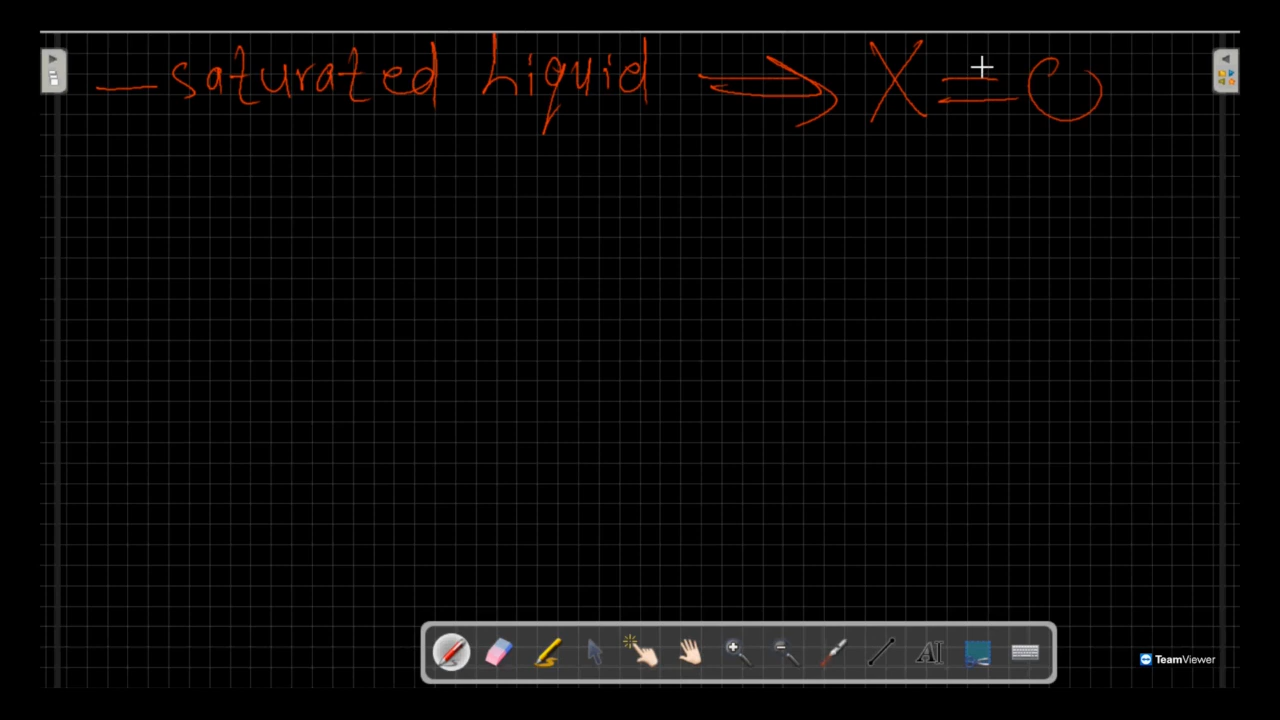 — saturated liquid ⇒ X = 0
TeamViewer